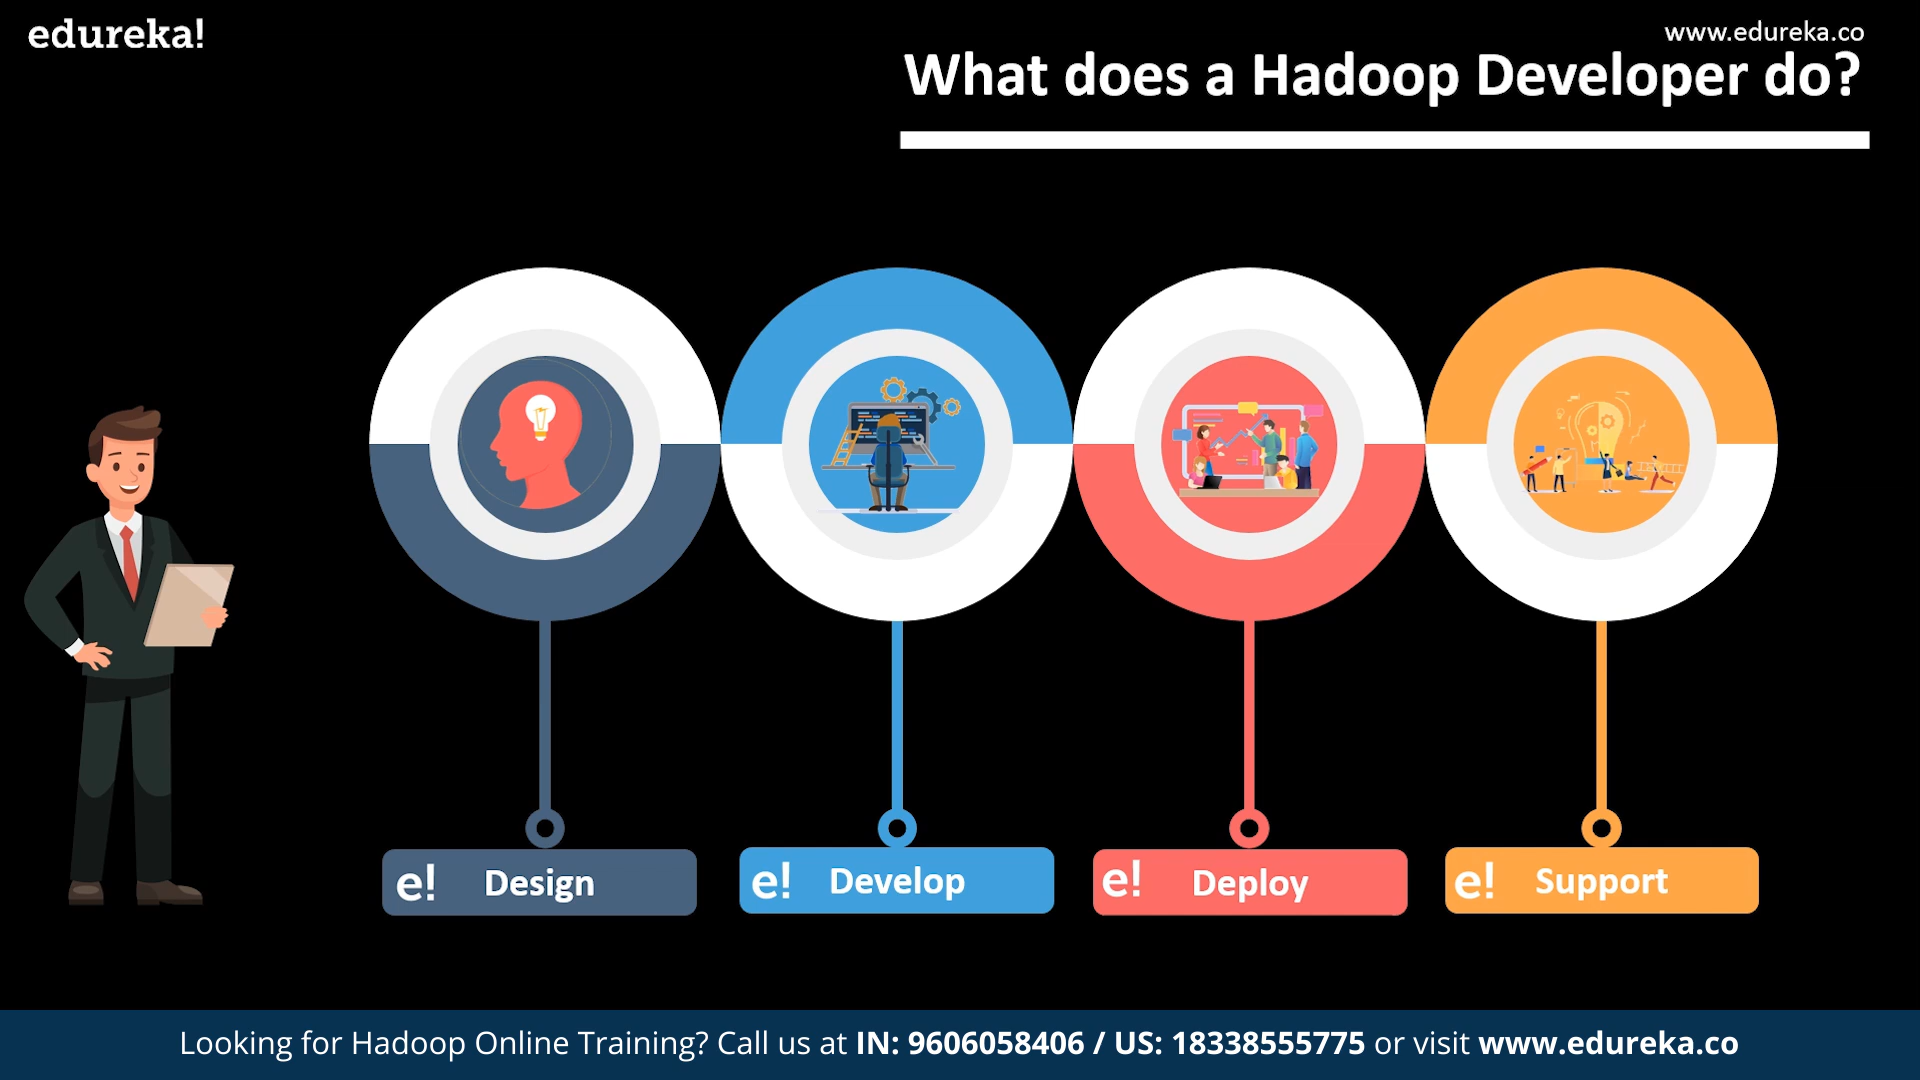 edureka!
www.edureka.co
What does a Hadoop Developer do?
e! Design
e! Develop
e! Deploy
e! Support
Looking for Hadoop Online Training? Call us at IN: 9606058406 / US: 18338555775 or visit www.edureka.co